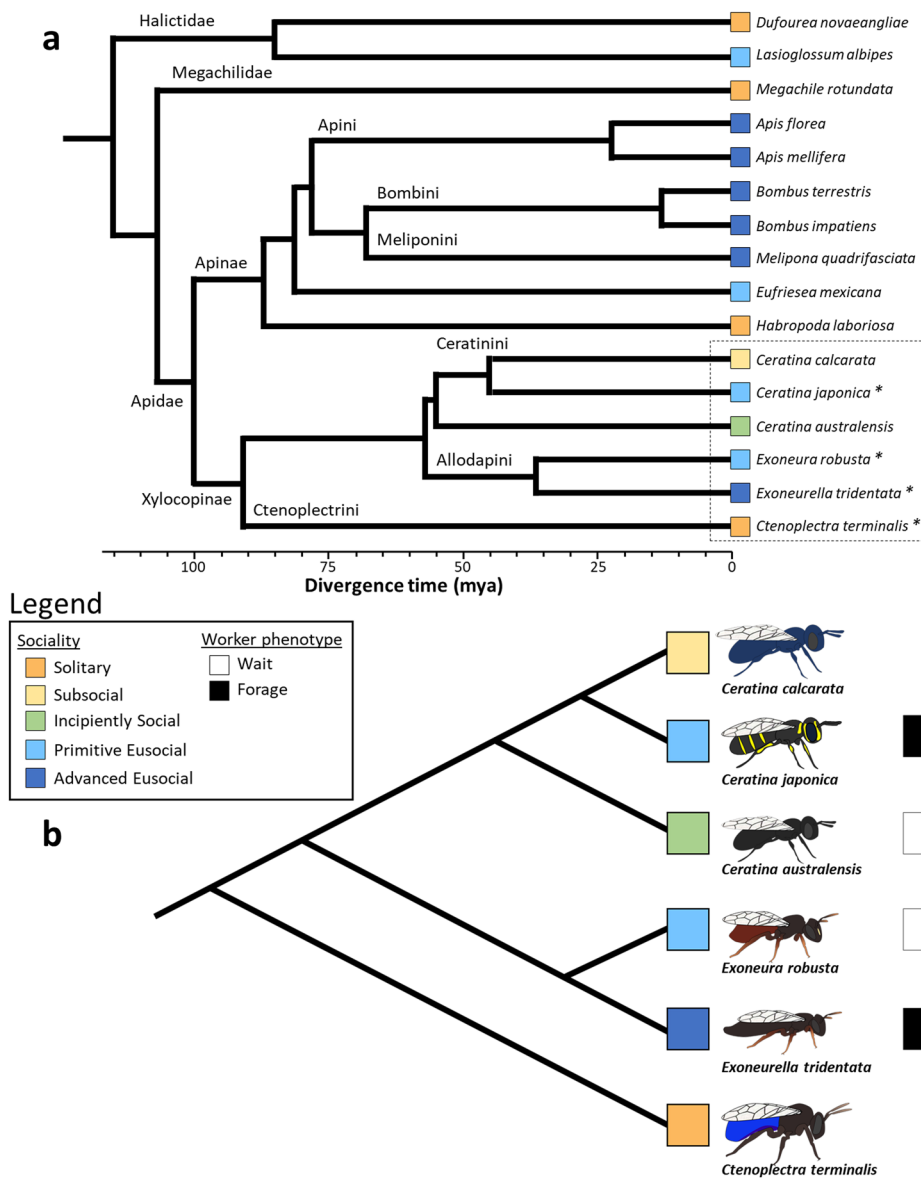 a
Halictidae
Dufourea novaeangliae
Lasioglossum albipes
Megachilidae
Megachile rotundata
Apini
Apis florea
Apis mellifera
Bombini
Bombus terrestris
Bombus impatiens
Meliponini
Melipona quadrifasciata
Apinae
Eufriesea mexicana
Habropoda laboriosa
Ceratinini
Ceratina calcarata
Ceratina japonica *
Apidae
Ceratina australensis
Allodapini
Exoneura robusta *
Exoneurella tridentata *
Xylocopinae
Ctenoplectrini
Ctenoplectra terminalis *
100 75 50 25 0
Divergence time (mya)
Legend
Sociality
Solitary
Subsocial
Incipiently Social
Primitive Eusocial
Advanced Eusocial
Worker phenotype
Wait
Forage
b
Ceratina calcarata
Ceratina japonica
Ceratina australensis
Exoneura robusta
Exoneurella tridentata
Ctenoplectra terminalis